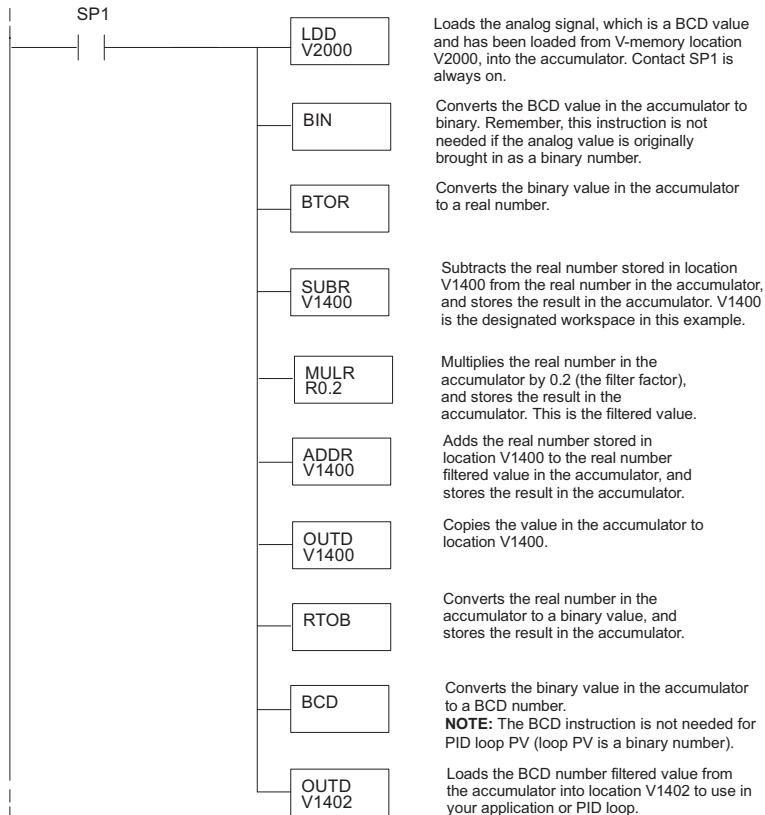 SP1
LDD
V2000
Loads the analog signal, which is a BCD value
and has been loaded from V-memory location
V2000, into the accumulator. Contact SP1 is
always on.
BIN
Converts the BCD value in the accumulator to
binary. Remember, this instruction is not
needed if the analog value is originally
brought in as a binary number.
BTOR
Converts the binary value in the accumulator
to a real number.
SUBR
V1400
Subtracts the real number stored in location
V1400 from the real number in the accumulator,
and stores the result in the accumulator. V1400
is the designated workspace in this example.
MULR
R0.2
Multiplies the real number in the
accumulator by 0.2 (the filter factor),
and stores the result in the
accumulator. This is the filtered value.
ADDR
V1400
Adds the real number stored in
location V1400 to the real number
filtered value in the accumulator, and
stores the result in the accumulator.
OUTD
V1400
Copies the value in the accumulator to
location V1400.
RTOB
Converts the real number in the
accumulator to a binary value, and
stores the result in the accumulator.
BCD
Converts the binary value in the accumulator
to a BCD number.
NOTE: The BCD instruction is not needed for
PID loop PV (loop PV is a binary number).
OUTD
V1402
Loads the BCD number filtered value from
the accumulator into location V1402 to use in
your application or PID loop.